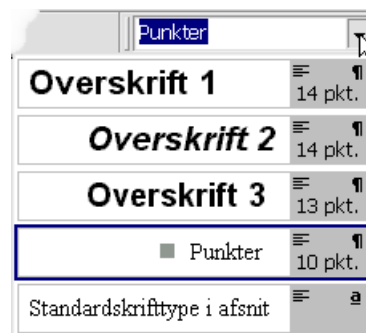 Punkter
Overskrift 1 ¶ 14 pkt.
Overskrift 2 ¶ 14 pkt.
Overskrift 3 ¶ 13 pkt.
Punkter ¶ 10 pkt.
Standardskrifttype i afsnit a